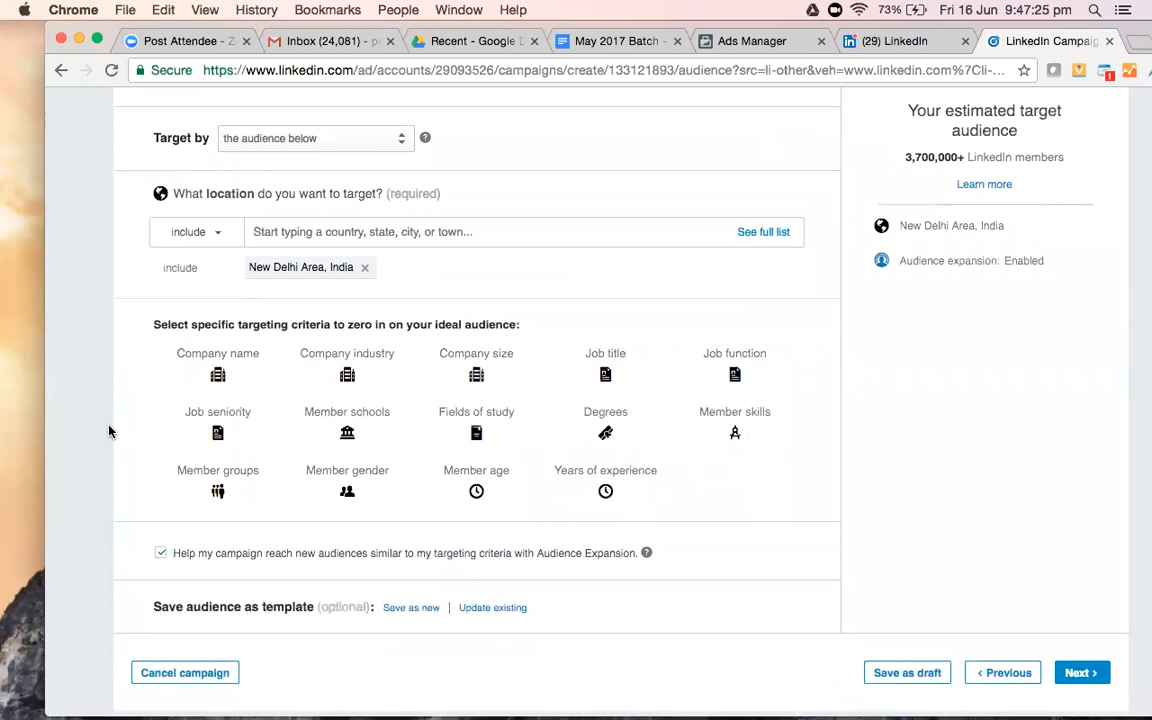 Chrome File Edit View History Bookmarks People Window Help 73% Fri 16 Jun 9:47:25 pm
Post Attendee - Z Inbox (24,081) - p Recent - Google D May 2017 Batch - Ads Manager (29) LinkedIn LinkedIn Campaig
Secure https://www.linkedin.com/ad/accounts/29093526/campaigns/create/133121893/audience?src=li-other&veh=www.linkedin.com%7Cli-...
Your estimated target
audience
3,700,000+ LinkedIn members
Learn more
New Delhi Area, India
Audience expansion: Enabled
Target by the audience below
What location do you want to target? (required)
include Start typing a country, state, city, or town... See full list
include New Delhi Area, India
Select specific targeting criteria to zero in on your ideal audience:
Company name Company industry Company size Job title Job function
Job seniority Member schools Fields of study Degrees Member skills
Member groups Member gender Member age Years of experience
Help my campaign reach new audiences similar to my targeting criteria with Audience Expansion.
Save audience as template (optional): Save as new | Update existing
Cancel campaign Save as draft ‹ Previous Next ›